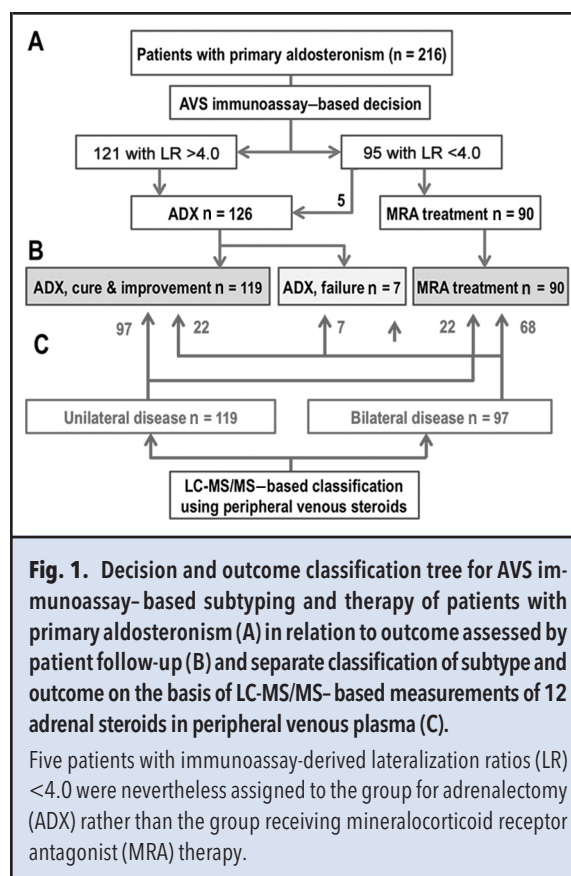 A
Patients with primary aldosteronism (n = 216)
AVS immunoassay–based decision
121 with LR >4.0
95 with LR <4.0
5
ADX n = 126
MRA treatment n = 90
B
ADX, cure & improvement n = 119
ADX, failure n = 7
MRA treatment n = 90
97
22
7
22
68
C
Unilateral disease n = 119
Bilateral disease n = 97
LC-MS/MS–based classification
using peripheral venous steroids
Fig. 1. Decision and outcome classification tree for AVS im-
munoassay–based subtyping and therapy of patients with
primary aldosteronism (A) in relation to outcome assessed by
patient follow-up (B) and separate classification of subtype and
outcome on the basis of LC-MS/MS–based measurements of 12
adrenal steroids in peripheral venous plasma (C).
Five patients with immunoassay-derived lateralization ratios (LR)
<4.0 were nevertheless assigned to the group for adrenalectomy
(ADX) rather than the group receiving mineralocorticoid receptor
antagonist (MRA) therapy.